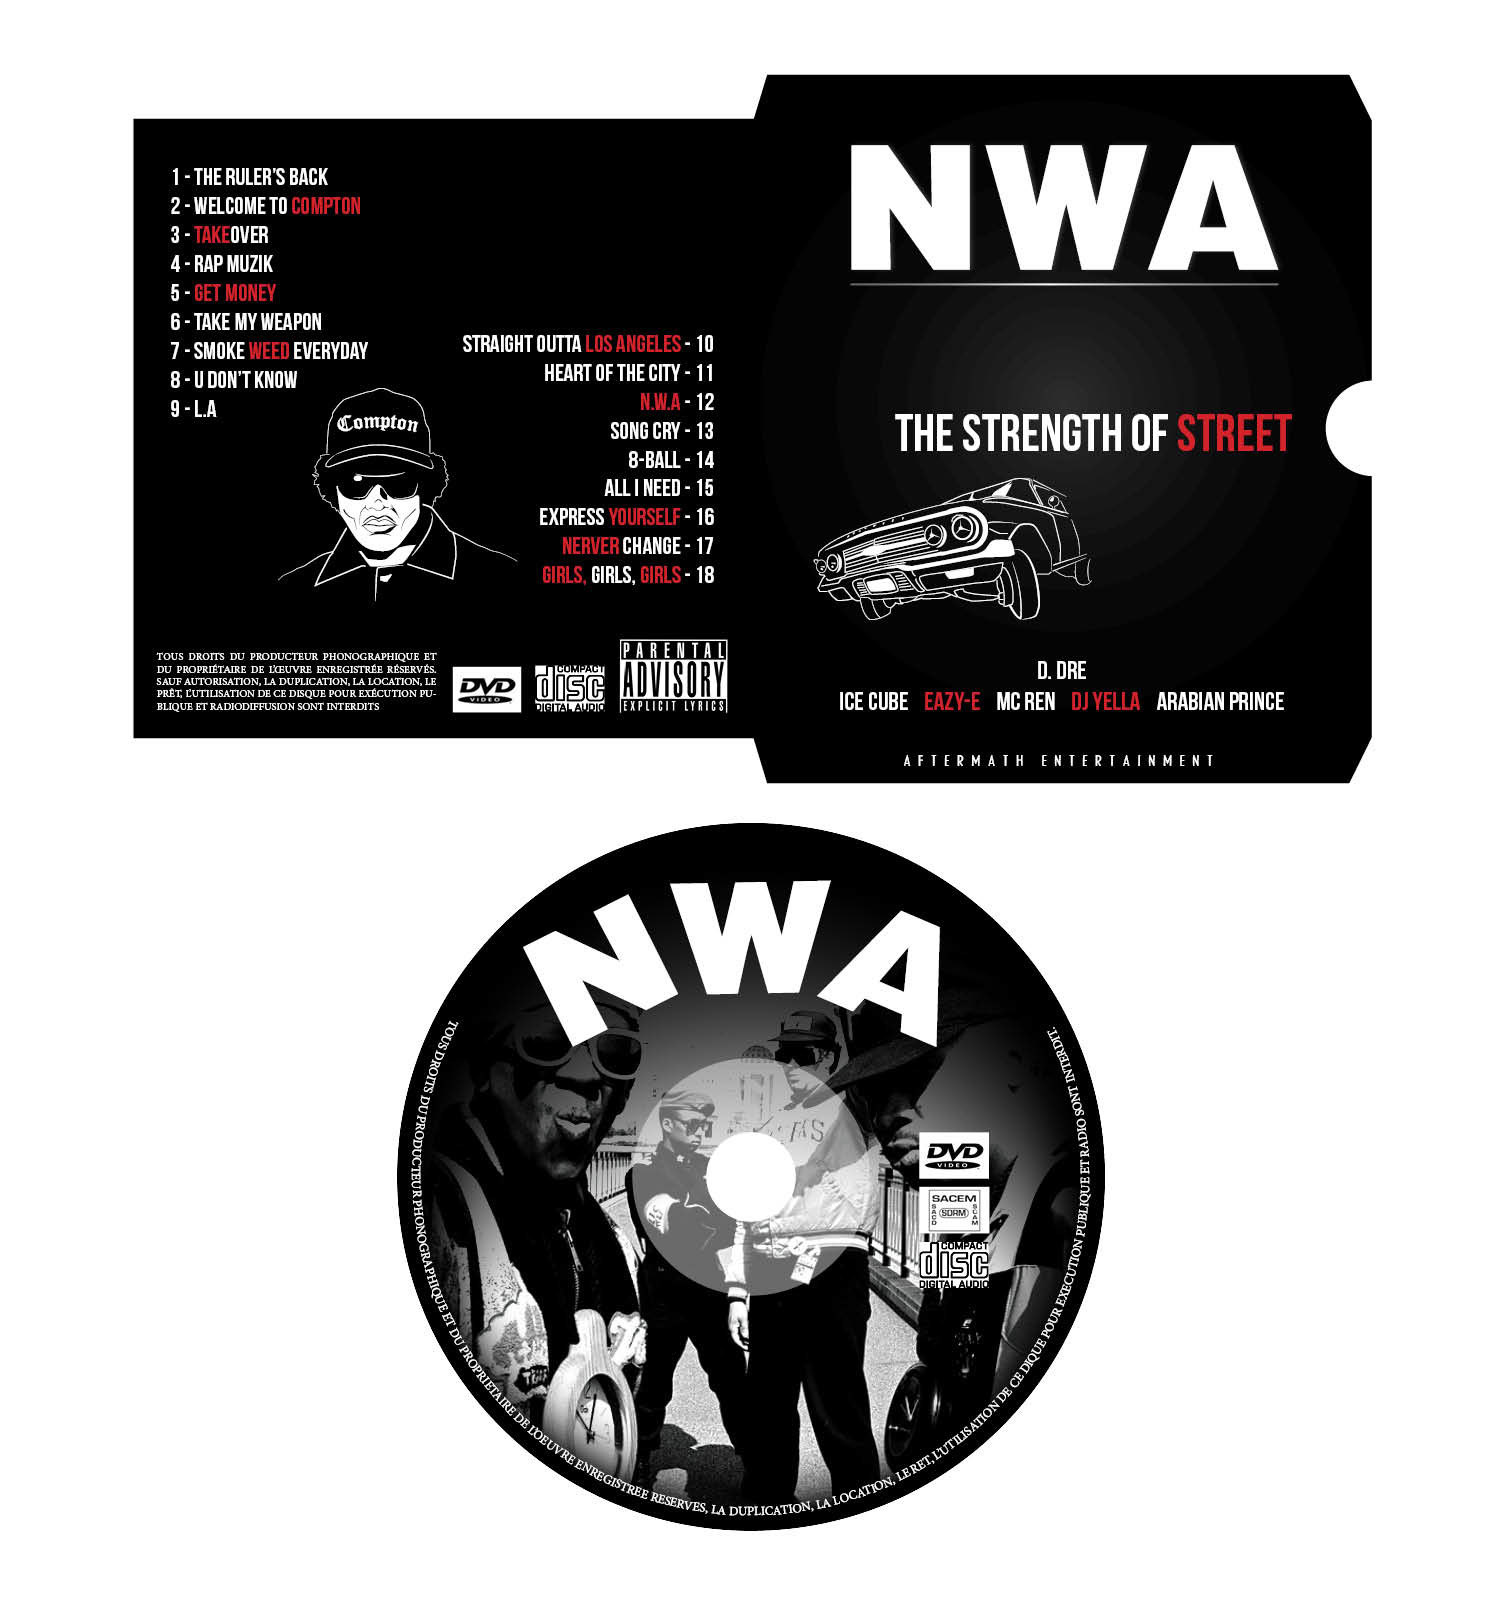 NWA
THE STRENGTH OF STREET
D. DRE
ICE CUBE EAZY-E MC REN DJ YELLA ARABIAN PRINCE
AFTERMATH ENTERTAINMENT
1 - THE RULER'S BACK
2 - WELCOME TO COMPTON
3 - TAKEOVER
4 - RAP MUZIK
5 - GET MONEY
6 - TAKE MY WEAPON
7 - SMOKE WEED EVERYDAY
8 - U DON'T KNOW
9 - L.A
Compton
STRAIGHT OUTTA LOS ANGELES - 10
HEART OF THE CITY - 11
N.W.A - 12
SONG CRY - 13
8-BALL - 14
ALL I NEED - 15
EXPRESS YOURSELF - 16
NERVER CHANGE - 17
GIRLS, GIRLS, GIRLS - 18
TOUS DROITS DU PRODUCTEUR PHONOGRAPHIQUE ET
DU PROPRIÉTAIRE DE L'ŒUVRE ENREGISTRÉE RÉSERVÉS.
SAUF AUTORISATION, LA DUPLICATION, LA LOCATION, LE
PRÊT, L'UTILISATION DE CE DISQUE POUR EXÉCUTION PU-
BLIQUE ET RADIODIFFUSION SONT INTERDITS
DVD
VIDEO
COMPACT
disc
DIGITAL AUDIO
PARENTAL
ADVISORY
EXPLICIT LYRICS
NWA
TOUS DROITS DU PRODUCTEUR PHONOGRAPHIQUE ET DU PROPRIETAIRE DE L'OEUVRE ENREGISTREE RESERVES, LA DUPLICATION, LA LOCATION, LE RET, L'UTILISATION DE CE DIQUE POUR EXECUTION PUBLIQUE ET RADIO SONT INTERDIT.
DVD
VIDEO
SACEM
SACD
SDRM
SGAM
COMPACT
disc
DIGITAL AUDIO